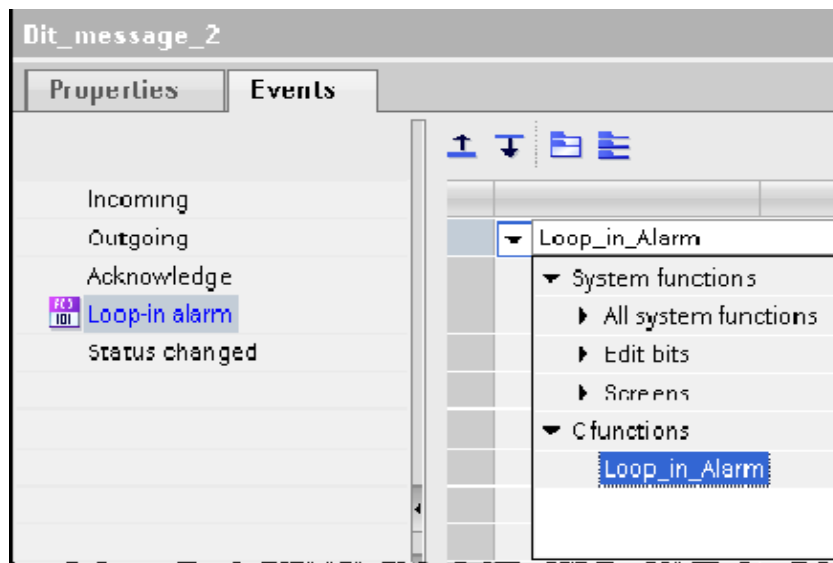 Dit_message_2
Properties Events
Incoming
Outgoing
Acknowledge
Loop-in alarm
Status changed
Loop_in_Alarm
System functions
All system functions
Edit bits
Screens
C functions
Loop_in_Alarm